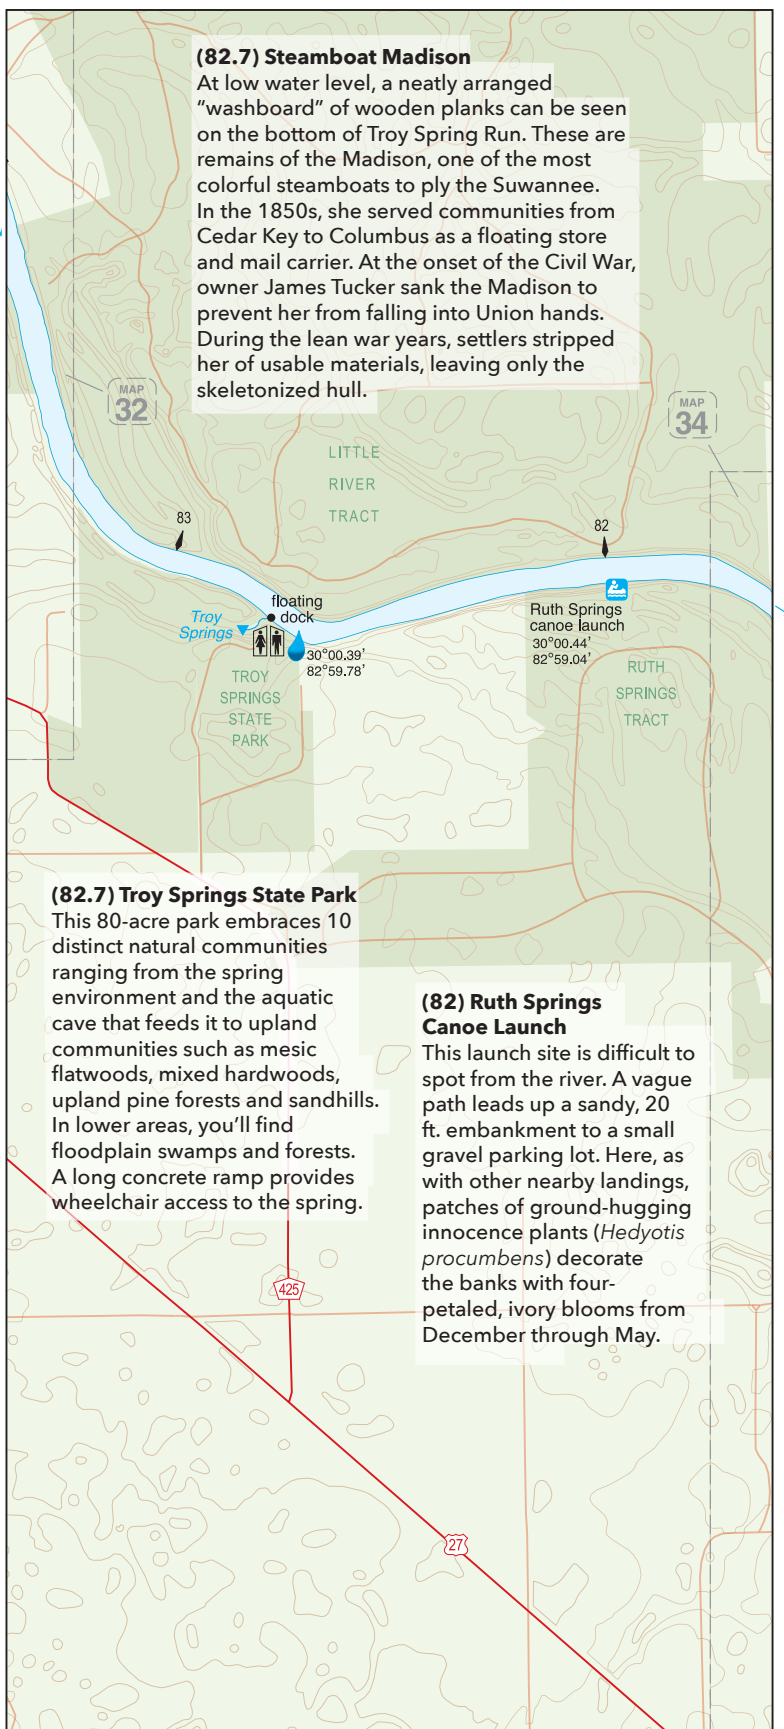 (82.7) Steamboat Madison
At low water level, a neatly arranged
“washboard” of wooden planks can be seen
on the bottom of Troy Spring Run. These are
remains of the Madison, one of the most
colorful steamboats to ply the Suwannee.
In the 1850s, she served communities from
Cedar Key to Columbus as a floating store
and mail carrier. At the onset of the Civil War,
owner James Tucker sank the Madison to
prevent her from falling into Union hands.
During the lean war years, settlers stripped
her of usable materials, leaving only the
skeletonized hull.
MAP
32
MAP
34
LITTLE
RIVER
TRACT
83
82
floating
dock
Troy
Springs
30°00.39’
82°59.78’
TROY
SPRINGS
STATE
PARK
Ruth Springs
canoe launch
30°00.44’
82°59.04’
RUTH
SPRINGS
TRACT
(82.7) Troy Springs State Park
This 80-acre park embraces 10
distinct natural communities
ranging from the spring
environment and the aquatic
cave that feeds it to upland
communities such as mesic
flatwoods, mixed hardwoods,
upland pine forests and sandhills.
In lower areas, you’ll find
floodplain swamps and forests.
A long concrete ramp provides
wheelchair access to the spring.
(82) Ruth Springs
Canoe Launch
This launch site is difficult to
spot from the river. A vague
path leads up a sandy, 20
ft. embankment to a small
gravel parking lot. Here, as
with other nearby landings,
patches of ground-hugging
innocence plants (Hedyotis
procumbens) decorate
the banks with four-
petaled, ivory blooms from
December through May.
425
27